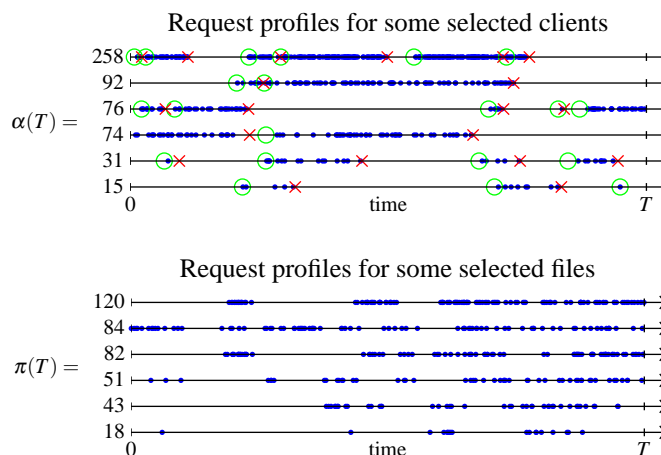 Request profiles for some selected clients
258
92
76
α(T) =
74
31
15
0 time T
Request profiles for some selected files
120
84
82
π(T) =
51
43
18
0 time T